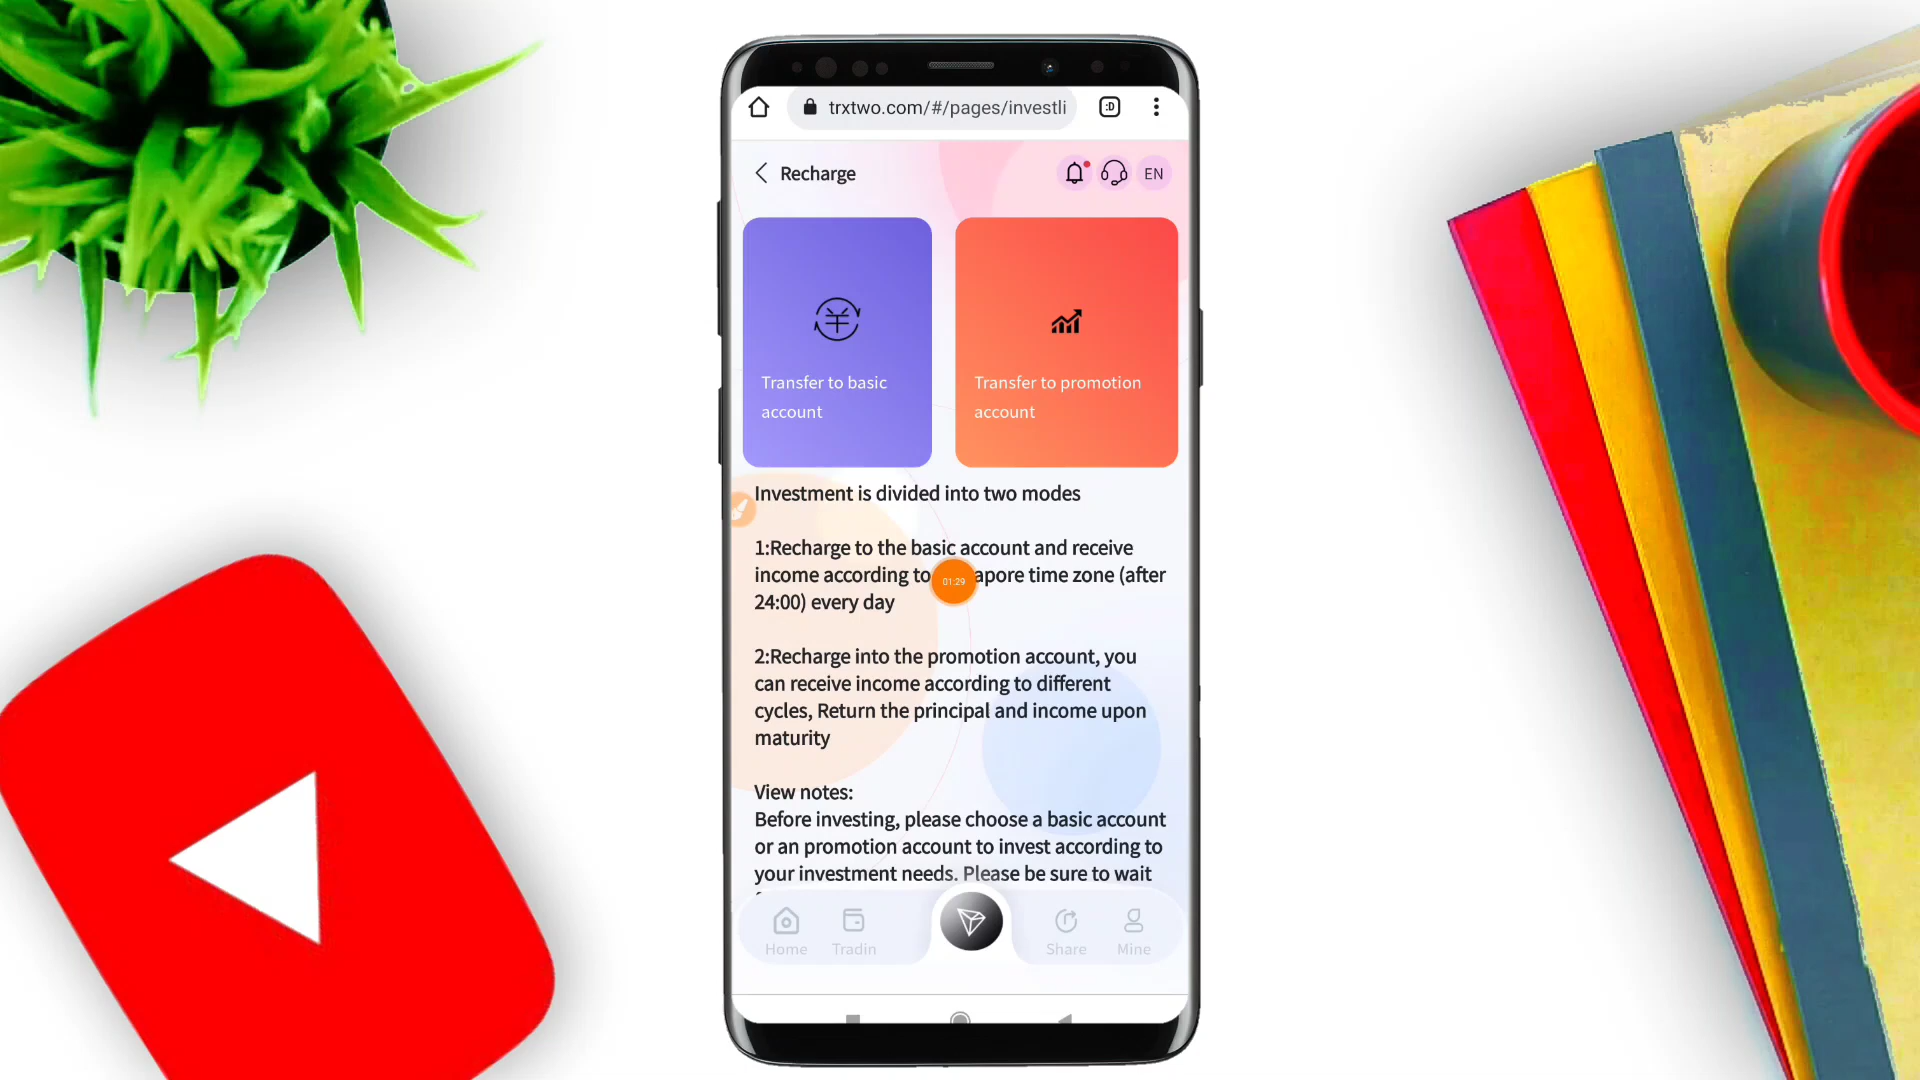 trxtwo.com/#/pages/investli
:D
Recharge
EN
Transfer to basic
account
Transfer to promotion
account
Investment is divided into two modes
1:Recharge to the basic account and receive
income according to apore time zone (after
01:29
24:00) every day
2:Recharge into the promotion account, you
can receive income according to different
cycles, Return the principal and income upon
maturity
View notes:
Before investing, please choose a basic account
or an promotion account to invest according to
your investment needs. Please be sure to wait
Home
Tradin
Share
Mine